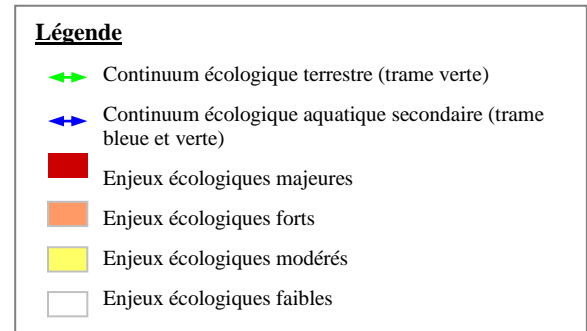 Légende
Continuum écologique terrestre (trame verte)
Continuum écologique aquatique secondaire (trame
bleue et verte)
Enjeux écologiques majeures
Enjeux écologiques forts
Enjeux écologiques modérés
Enjeux écologiques faibles